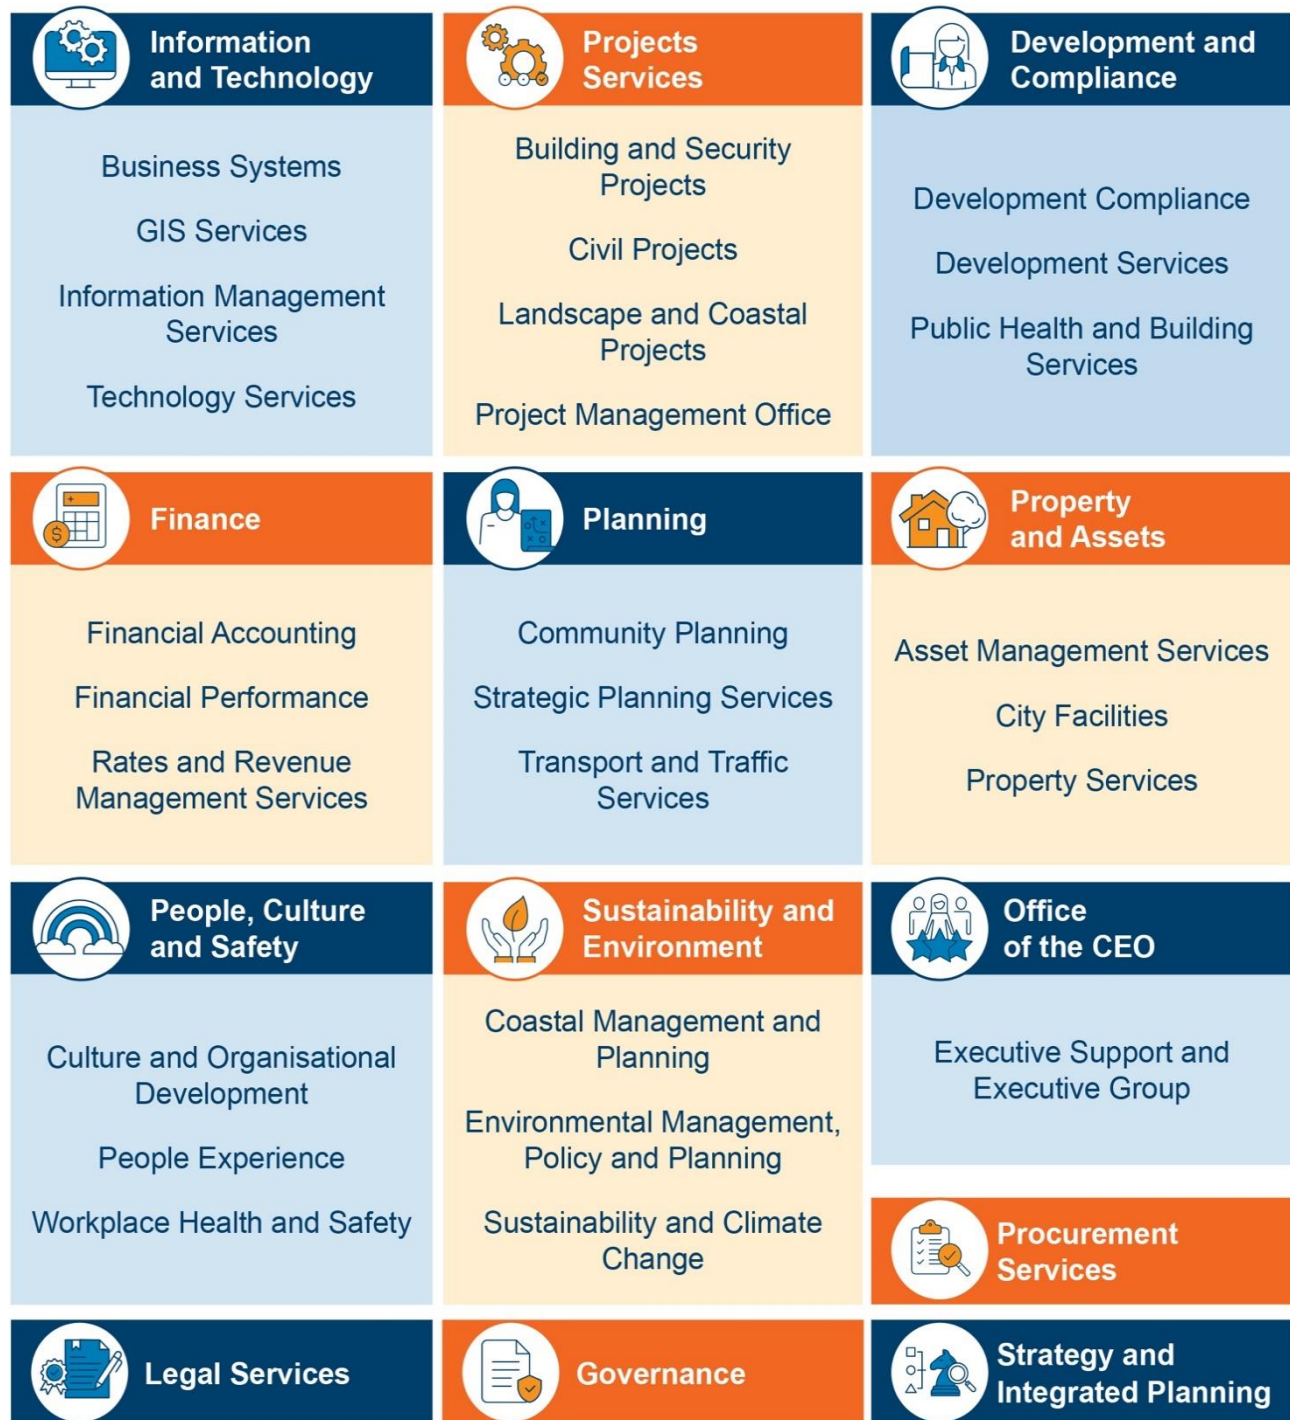 Information
and Technology
Business Systems
GIS Services
Information Management
Services
Technology Services
Projects
Services
Building and Security
Projects
Civil Projects
Landscape and Coastal
Projects
Project Management Office
Development and
Compliance
Development Compliance
Development Services
Public Health and Building
Services
Finance
Financial Accounting
Financial Performance
Rates and Revenue
Management Services
Planning
Community Planning
Strategic Planning Services
Transport and Traffic
Services
Property
and Assets
Asset Management Services
City Facilities
Property Services
People, Culture
and Safety
Culture and Organisational
Development
People Experience
Workplace Health and Safety
Sustainability and
Environment
Coastal Management and
Planning
Environmental Management,
Policy and Planning
Sustainability and Climate
Change
Office
of the CEO
Executive Support and
Executive Group
Procurement
Services
Legal Services
Governance
Strategy and
Integrated Planning